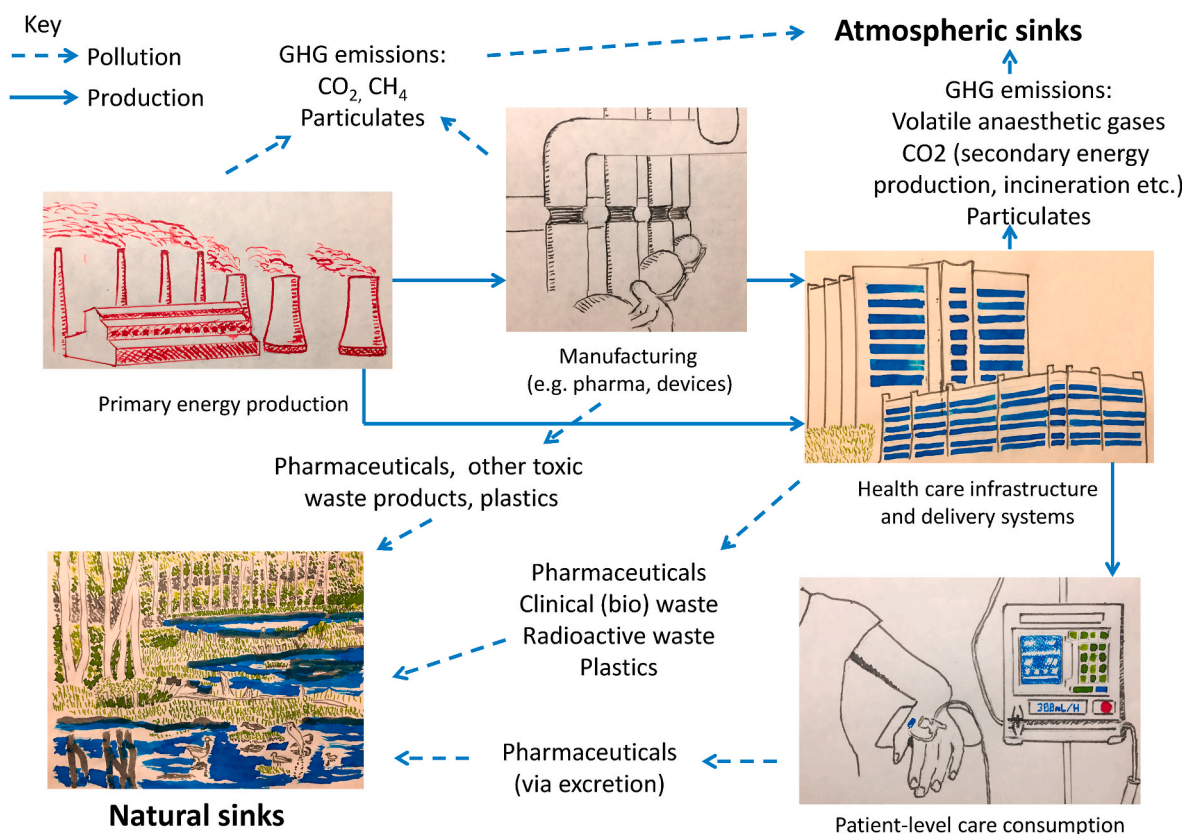 Key
Pollution
Production
GHG emissions:
CO₂, CH₄
Particulates
Atmospheric sinks
GHG emissions:
Volatile anaesthetic gases
CO2 (secondary energy
production, incineration etc.)
Particulates
Primary energy production
Manufacturing
(e.g. pharma, devices)
Pharmaceuticals, other toxic
waste products, plastics
Health care infrastructure
and delivery systems
Pharmaceuticals
Clinical (bio) waste
Radioactive waste
Plastics
300mL/H
Pharmaceuticals
(via excretion)
Natural sinks
Patient-level care consumption